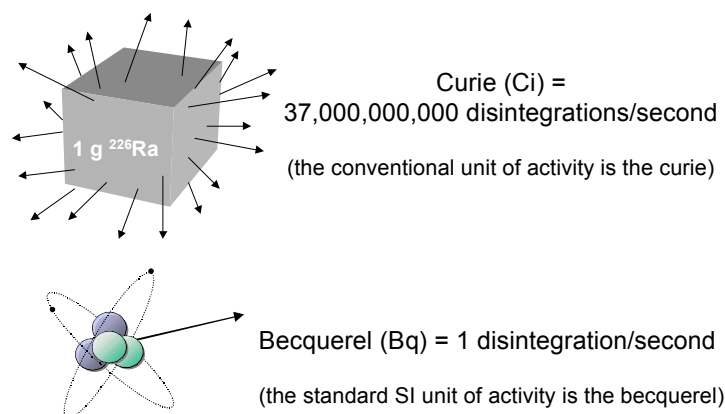 Curie (Ci) =
37,000,000,000 disintegrations/second
1 g ²²⁶Ra
(the conventional unit of activity is the curie)
Becquerel (Bq) = 1 disintegration/second
(the standard SI unit of activity is the becquerel)